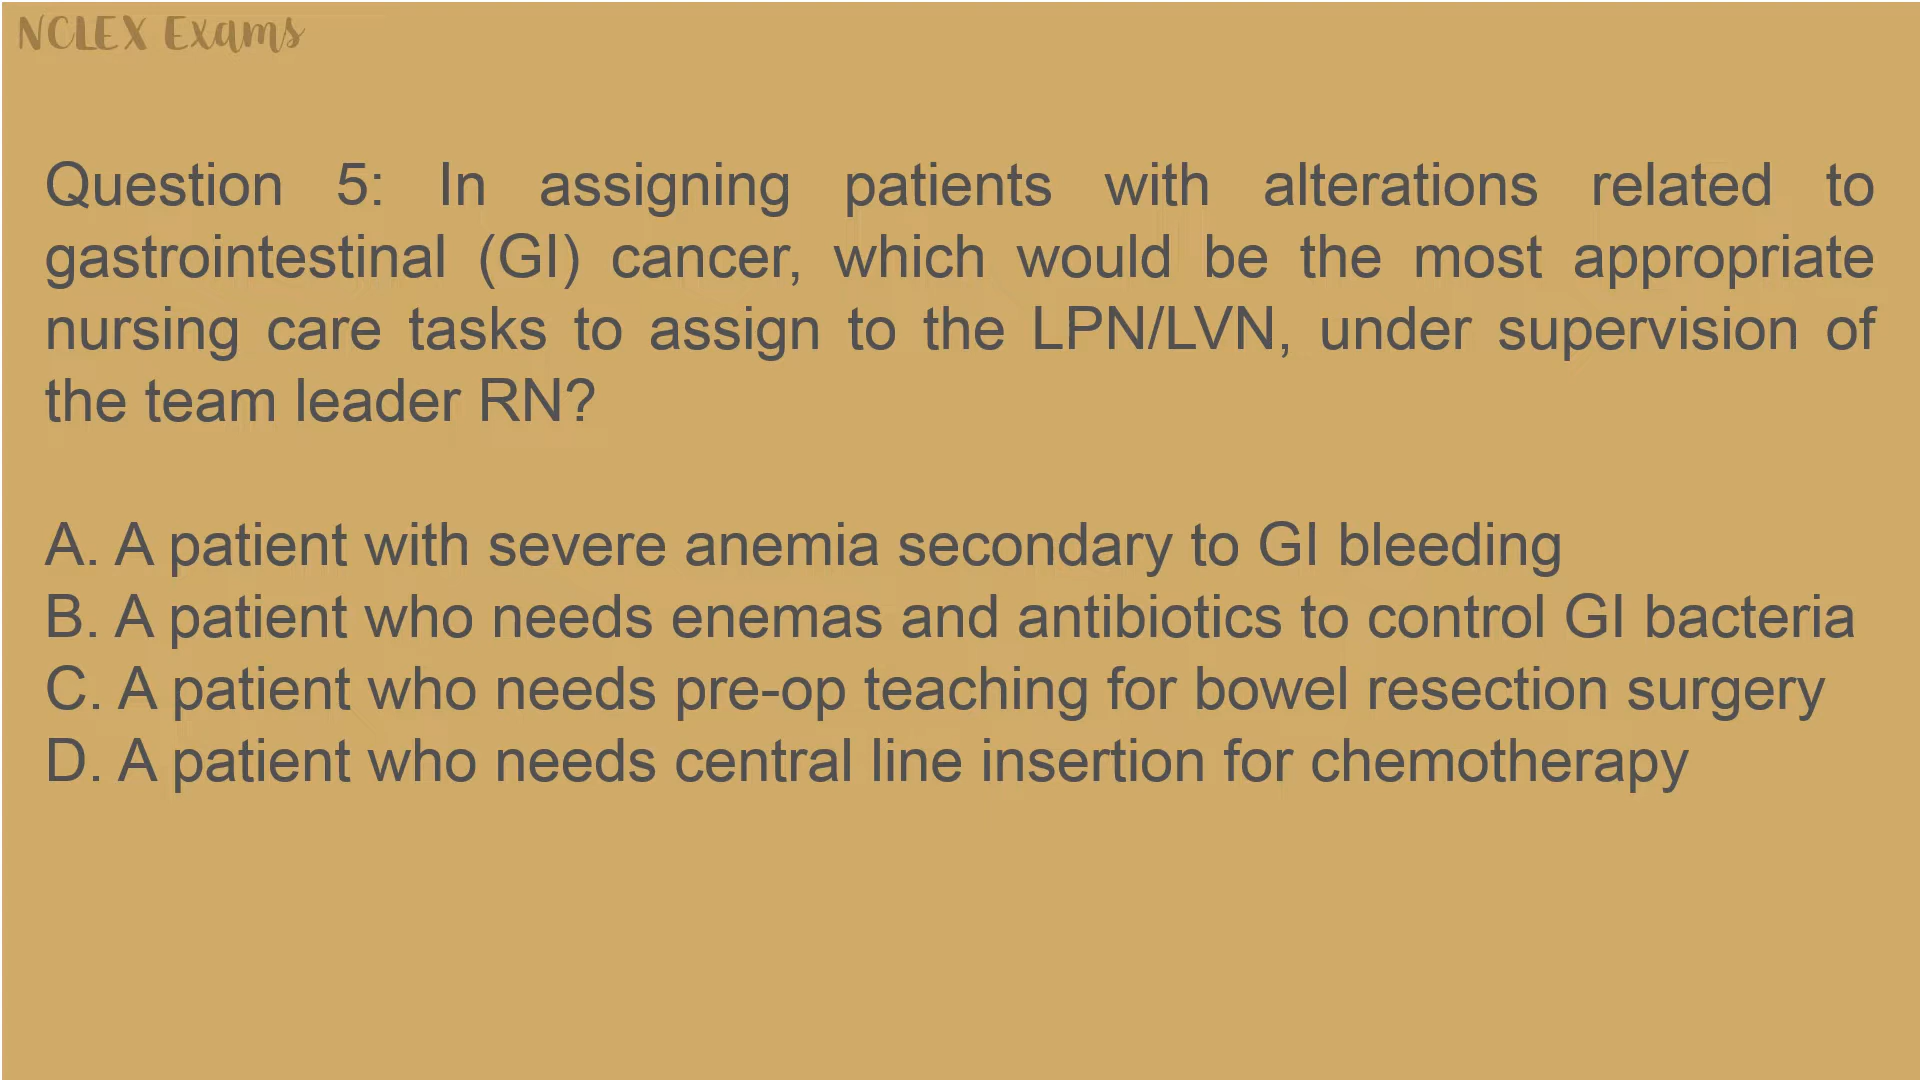 NCLEX Exams
Question 5: In assigning patients with alterations related to
gastrointestinal (GI) cancer, which would be the most appropriate
nursing care tasks to assign to the LPN/LVN, under supervision of
the team leader RN?
A. A patient with severe anemia secondary to GI bleeding
B. A patient who needs enemas and antibiotics to control GI bacteria
C. A patient who needs pre-op teaching for bowel resection surgery
D. A patient who needs central line insertion for chemotherapy